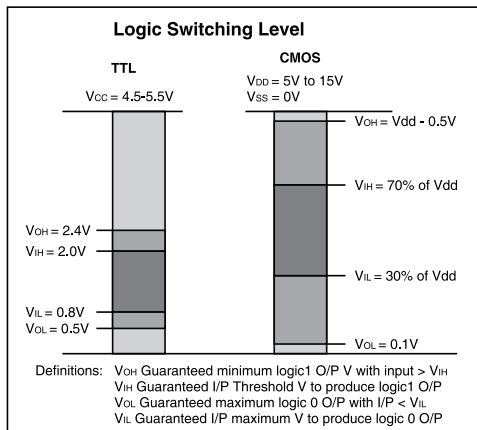 Logic Switching Level
TTL
VCC = 4.5-5.5V
CMOS
VDD = 5V to 15V
VSS = 0V
VOH = 2.4V
VIH = 2.0V
VIL = 0.8V
VOL = 0.5V
VOH = Vdd - 0.5V
VIH = 70% of Vdd
VIL = 30% of Vdd
VOL = 0.1V
Definitions: VOH Guaranteed minimum logic1 O/P V with input > VIH
VIH Guaranteed I/P Threshold V to produce logic1 O/P
VOL Guaranteed maximum logic 0 O/P with I/P < VIL
VIL Guaranteed I/P maximum V to produce logic 0 O/P